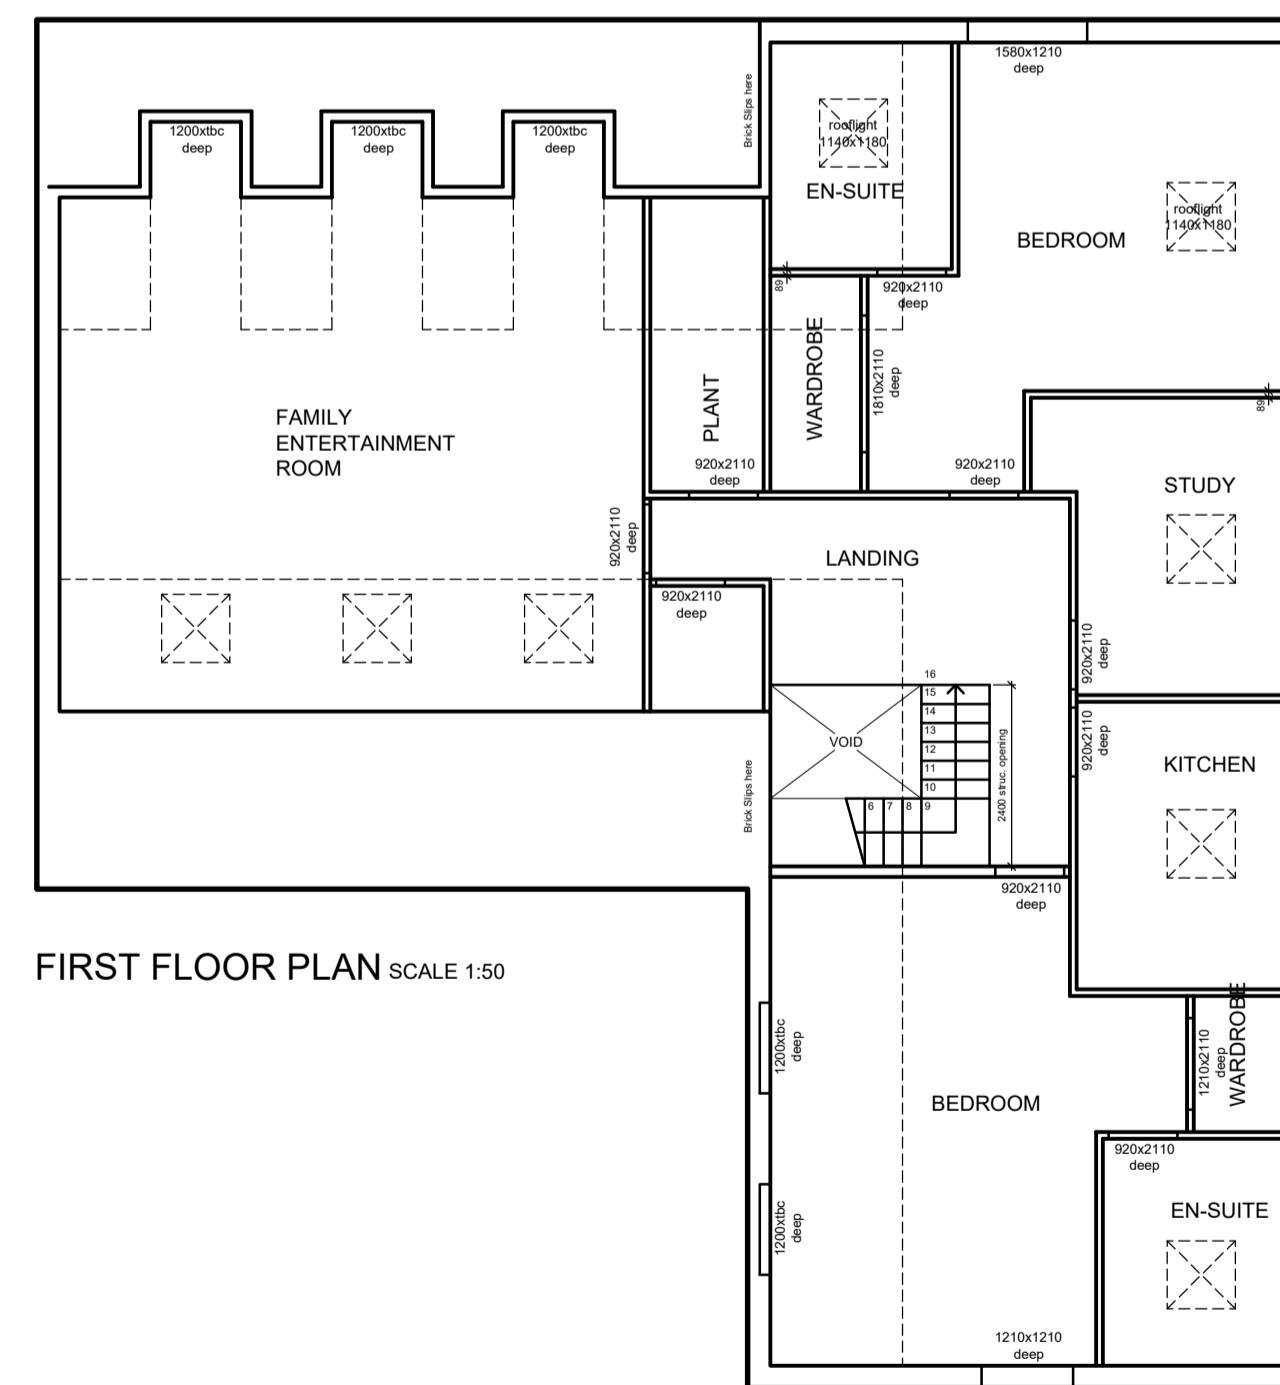 1580x1210
deep
Brick Slips here
1200xtbc
deep
1200xtbc
deep
1200xtbc
deep
rooflight
1140x1180
EN-SUITE
rooflight
1140x1180
BEDROOM
89
920x2110
deep
WARDROBE
1810x2110
deep
PLANT
89
FAMILY
ENTERTAINMENT
ROOM
920x2110
deep
920x2110
deep
STUDY
920x2110
deep
LANDING
920x2110
deep
920x2110
deep
16
15
14
13
12
11
10
9
8
7
6
VOID
2400 struc. opening
920x2110
deep
KITCHEN
Brick Slips here
920x2110
deep
FIRST FLOOR PLAN SCALE 1:50
1200xtbc
deep
1210x2110
deep
WARDROBE
BEDROOM
920x2110
deep
1200xtbc
deep
EN-SUITE
1210x1210
deep